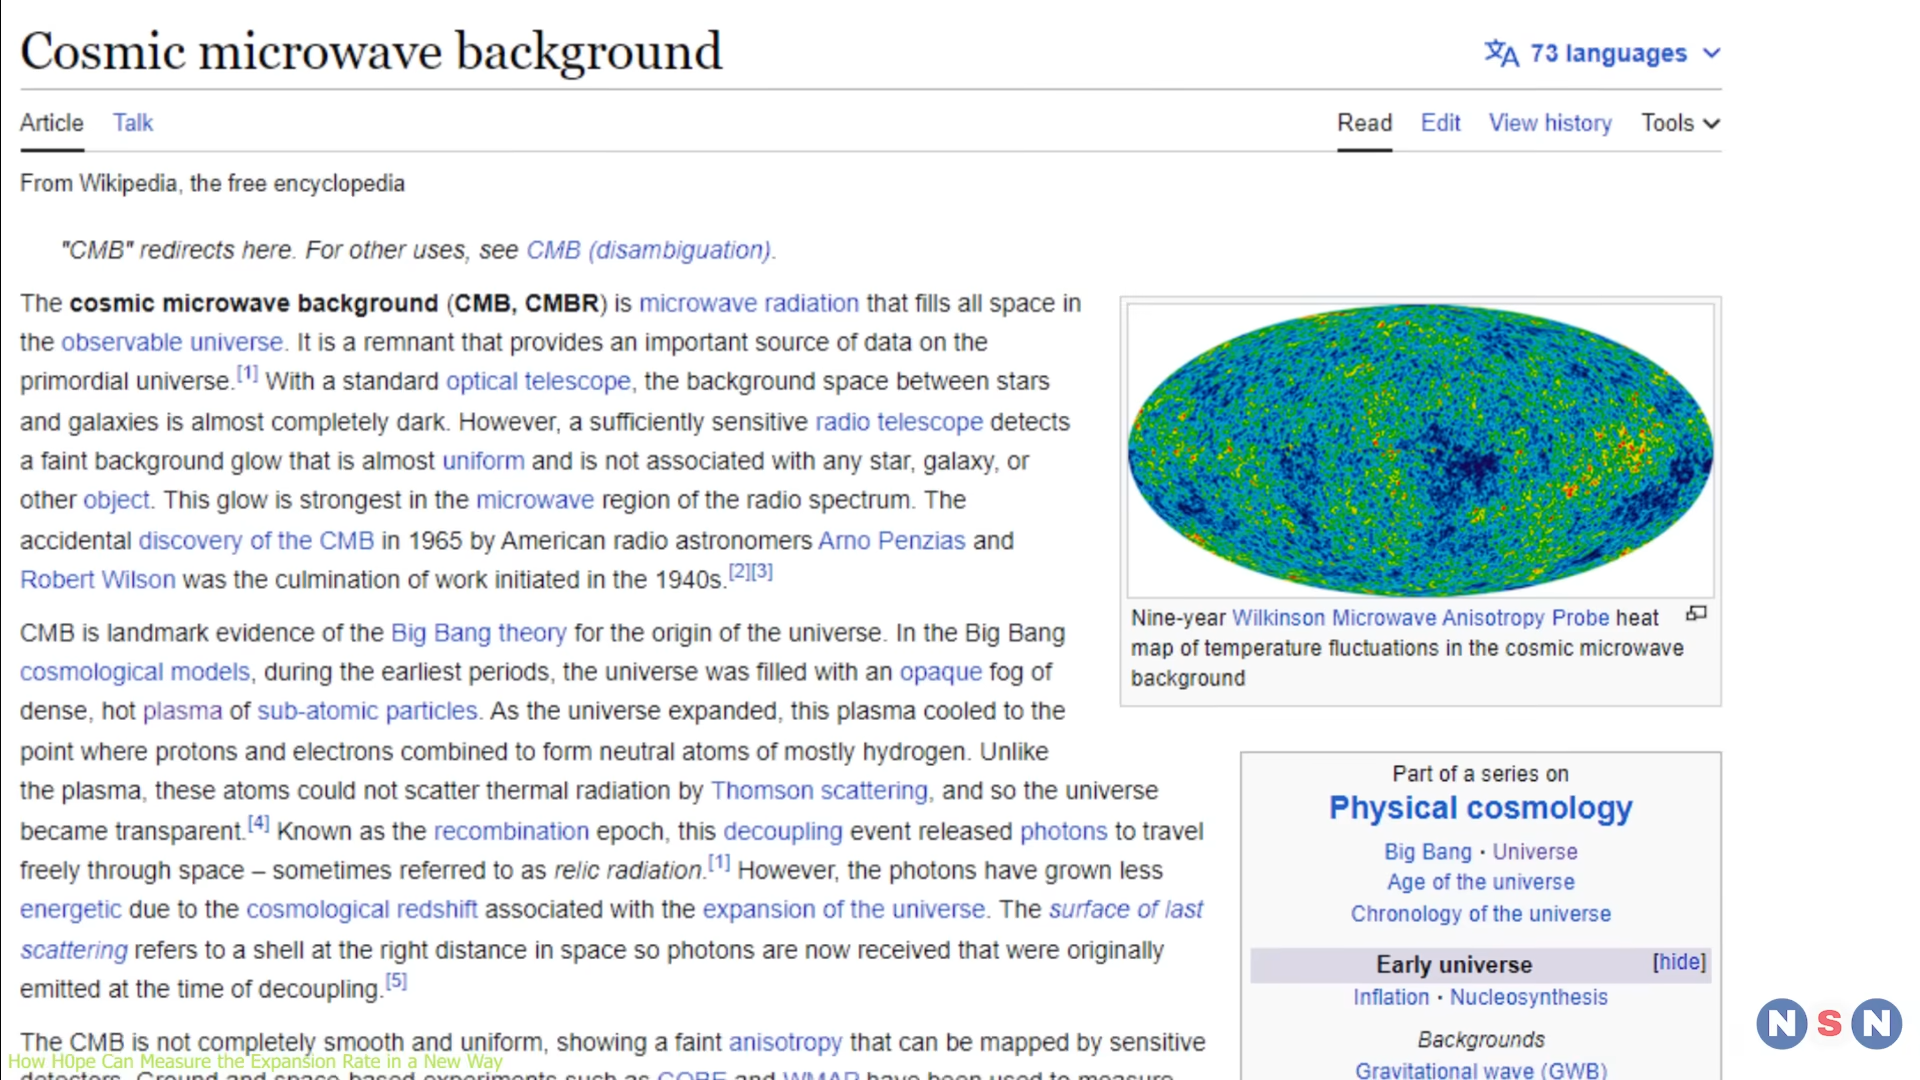 Cosmic microwave background
73 languages
Article Talk
Read Edit View history Tools
From Wikipedia, the free encyclopedia
"CMB" redirects here. For other uses, see CMB (disambiguation).
The cosmic microwave background (CMB, CMBR) is microwave radiation that fills all space in
the observable universe. It is a remnant that provides an important source of data on the
primordial universe.[1] With a standard optical telescope, the background space between stars
and galaxies is almost completely dark. However, a sufficiently sensitive radio telescope detects
a faint background glow that is almost uniform and is not associated with any star, galaxy, or
other object. This glow is strongest in the microwave region of the radio spectrum. The
accidental discovery of the CMB in 1965 by American radio astronomers Arno Penzias and
Robert Wilson was the culmination of work initiated in the 1940s.[2][3]
CMB is landmark evidence of the Big Bang theory for the origin of the universe. In the Big Bang
cosmological models, during the earliest periods, the universe was filled with an opaque fog of
dense, hot plasma of sub-atomic particles. As the universe expanded, this plasma cooled to the
point where protons and electrons combined to form neutral atoms of mostly hydrogen. Unlike
the plasma, these atoms could not scatter thermal radiation by Thomson scattering, and so the universe
became transparent.[4] Known as the recombination epoch, this decoupling event released photons to travel
freely through space – sometimes referred to as relic radiation.[1] However, the photons have grown less
energetic due to the cosmological redshift associated with the expansion of the universe. The surface of last
scattering refers to a shell at the right distance in space so photons are now received that were originally
emitted at the time of decoupling.[5]
The CMB is not completely smooth and uniform, showing a faint anisotropy that can be mapped by sensitive
detectors. Ground and space-based experiments such as COBE and WMAP have been used to measure
Nine-year Wilkinson Microwave Anisotropy Probe heat
map of temperature fluctuations in the cosmic microwave
background
Part of a series on
Physical cosmology
Big Bang · Universe
Age of the universe
Chronology of the universe
Early universe [hide]
Inflation · Nucleosynthesis
Backgrounds
Gravitational wave (GWB)
How H0pe Can Measure the Expansion Rate in a New Way
N S N